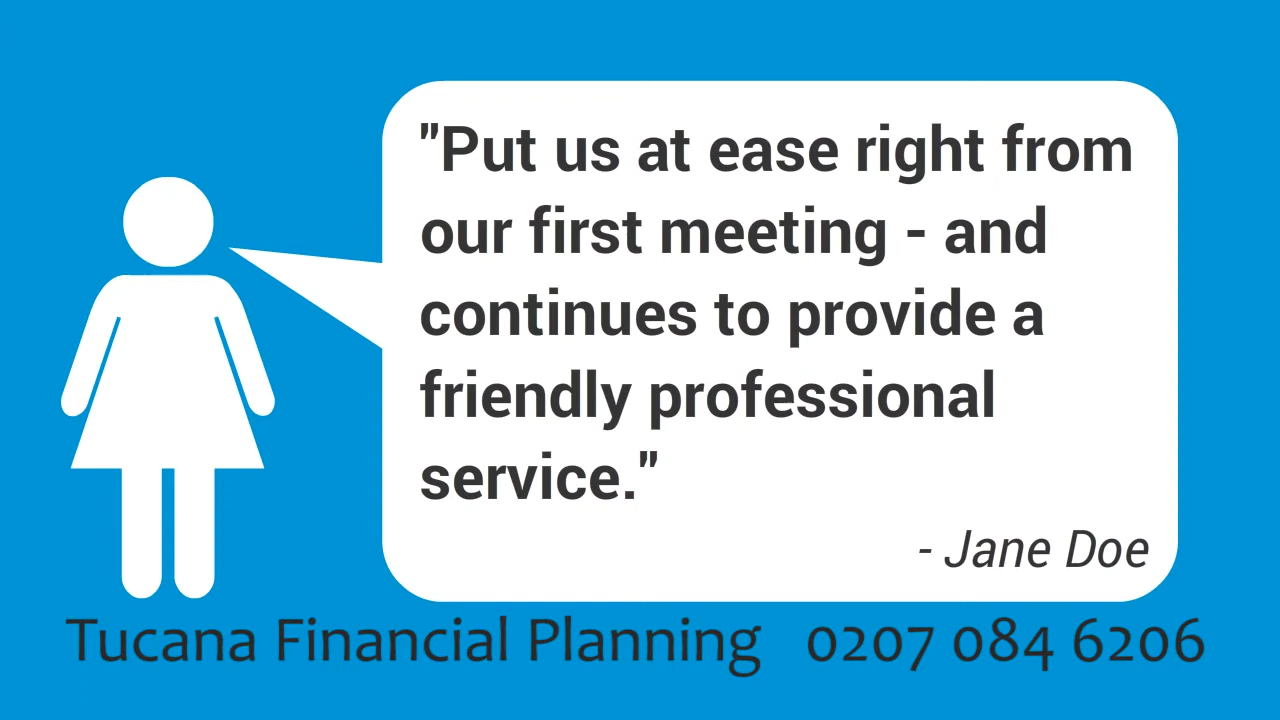 "Put us at ease right from
our first meeting - and
continues to provide a
friendly professional
service."
- Jane Doe
Tucana Financial Planning 0207 084 6206